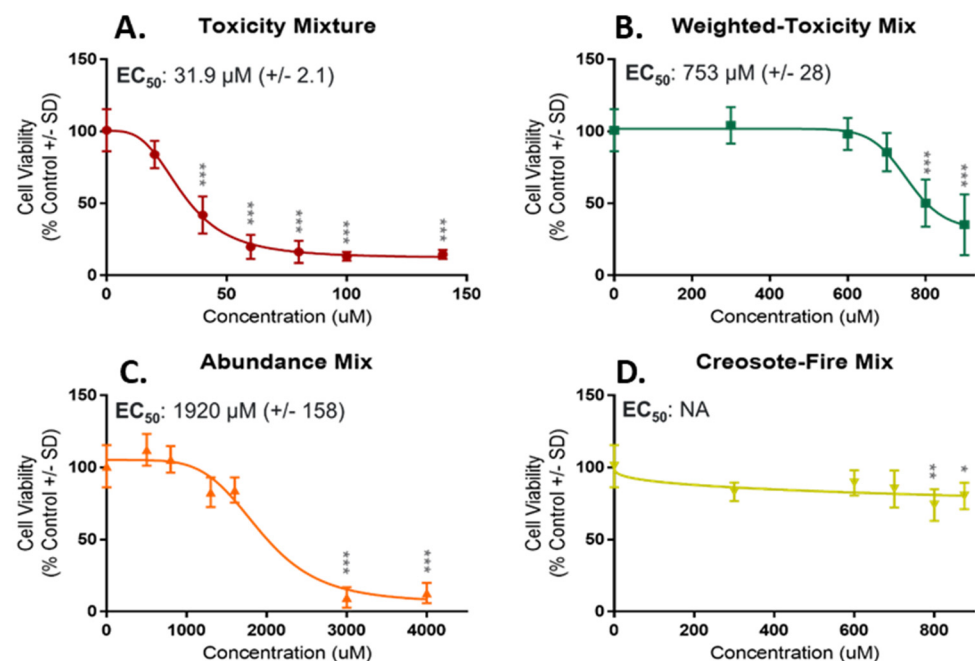 A. Toxicity Mixture
EC50: 31.9 µM (+/- 2.1)
Cell Viability
(% Control +/- SD)
150
100
50
0
***
***
***
***
***
0 50 100 150
Concentration (uM)
B. Weighted-Toxicity Mix
EC50: 753 µM (+/- 28)
Cell Viability
(% Control +/- SD)
150
100
50
0
***
***
0 200 400 600 800
Concentration (uM)
C. Abundance Mix
EC50: 1920 µM (+/- 158)
Cell Viability
(% Control +/- SD)
150
100
50
0
***
***
0 1000 2000 3000 4000
Concentration (uM)
D. Creosote-Fire Mix
EC50: NA
Cell Viability
(% Control +/- SD)
150
100
50
0
**
*
0 200 400 600 800
Concentration (uM)